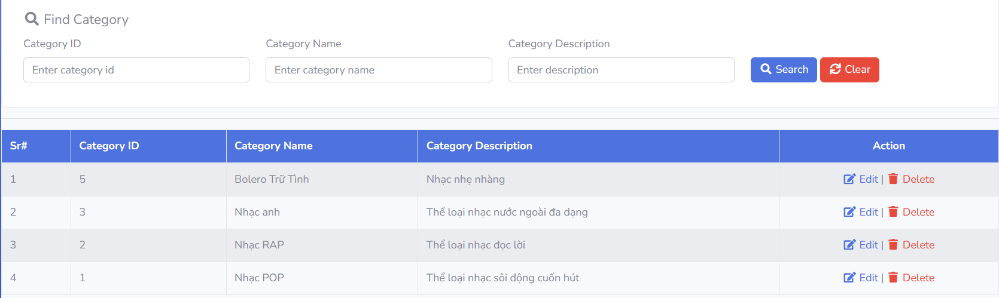 Find Category
Category ID Category Name Category Description
Enter category id Enter category name Enter description Search Clear
Sr# Category ID Category Name Category Description Action
1 5 Bolero Trữ Tình Nhạc nhẹ nhàng Edit | Delete
2 3 Nhạc anh Thể loại nhạc nước ngoài đa dạng Edit | Delete
3 2 Nhạc RAP Thể loại nhạc đọc lời Edit | Delete
4 1 Nhạc POP Thể loại nhạc sôi động cuốn hút Edit | Delete